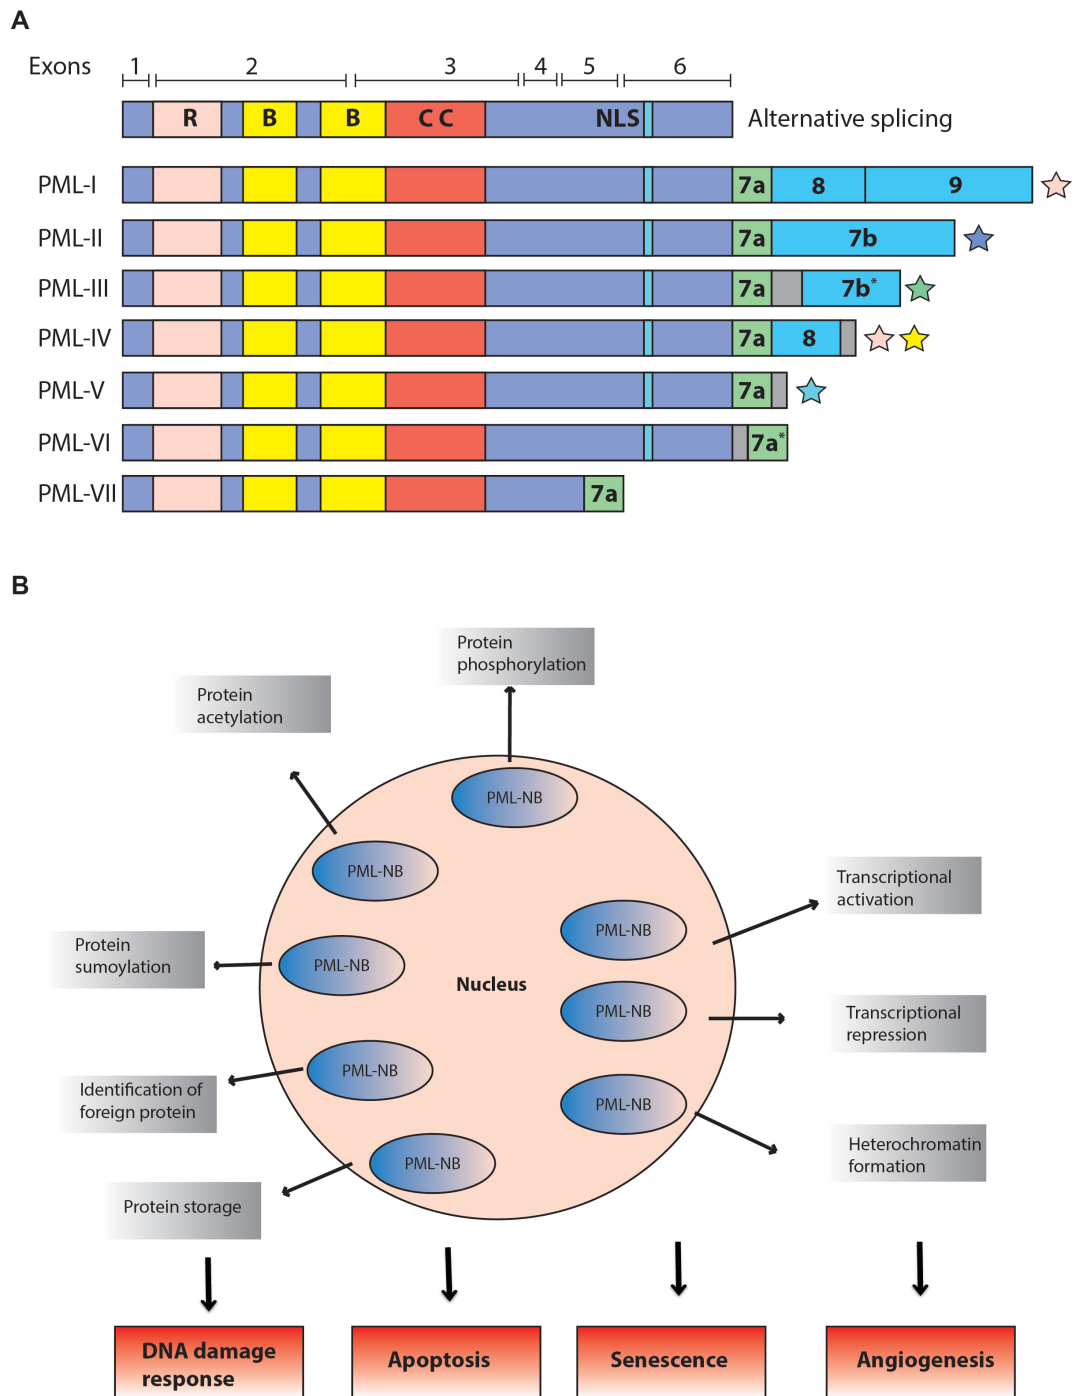 A
Exons 1 2 3 4 5 6
R B B C C NLS Alternative splicing
PML-I 7a 8 9
PML-II 7a 7b
PML-III 7a 7b*
PML-IV 7a 8
PML-V 7a
PML-VI 7a*
PML-VII 7a
B
Protein
phosphorylation
Protein
acetylation
PML-NB
PML-NB
Transcriptional
activation
PML-NB
Protein
sumoylation
PML-NB
Nucleus
PML-NB
Transcriptional
repression
PML-NB
Identification of
foreign protein
PML-NB
Heterochromatin
formation
PML-NB
Protein storage
DNA damage
response
Apoptosis
Senescence
Angiogenesis